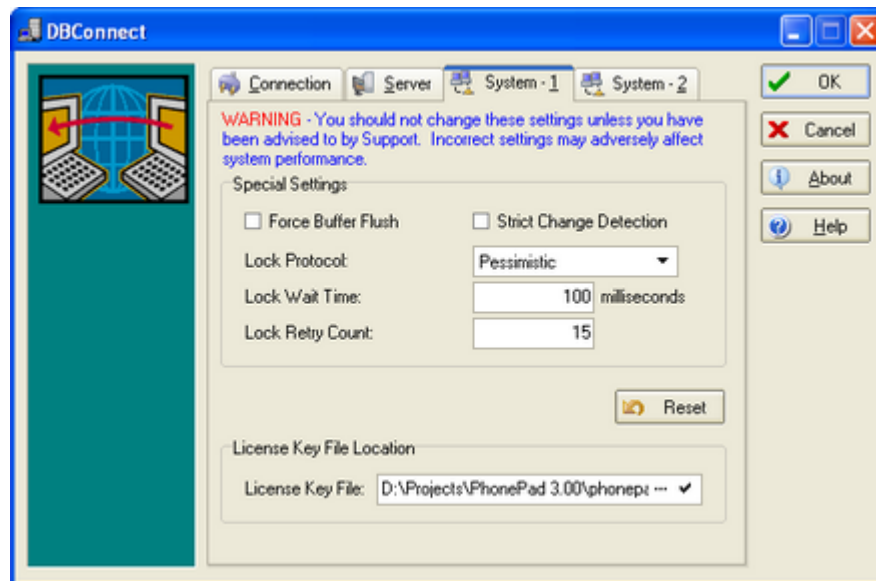 DBConnect
Connection Server System - 1 System - 2
WARNING - You should not change these settings unless you have
been advised to by Support. Incorrect settings may adversely affect
system performance.
Special Settings
Force Buffer Flush Strict Change Detection
Lock Protocol: Pessimistic
Lock Wait Time: 100 milliseconds
Lock Retry Count: 15
Reset
License Key File Location
License Key File: D:\Projects\PhonePad 3.00\phonepa ...
OK
Cancel
About
Help